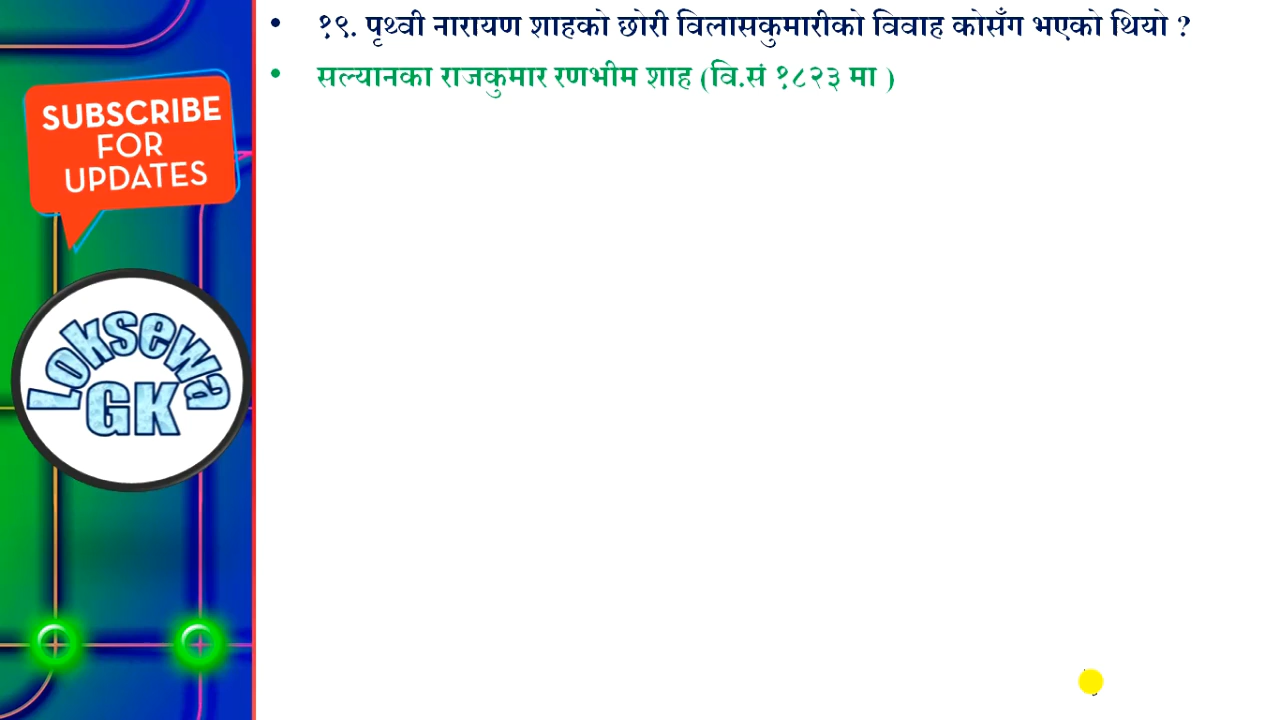 • १९. पृथ्वी नारायण शाहको छोरी विलासकुमारीको विवाह कोसँग भएको थियो ?
• सल्यानका राजकुमार रणभीम शाह (वि.सं १८२३ मा )
SUBSCRIBE
FOR
UPDATES
Loksewa
GK